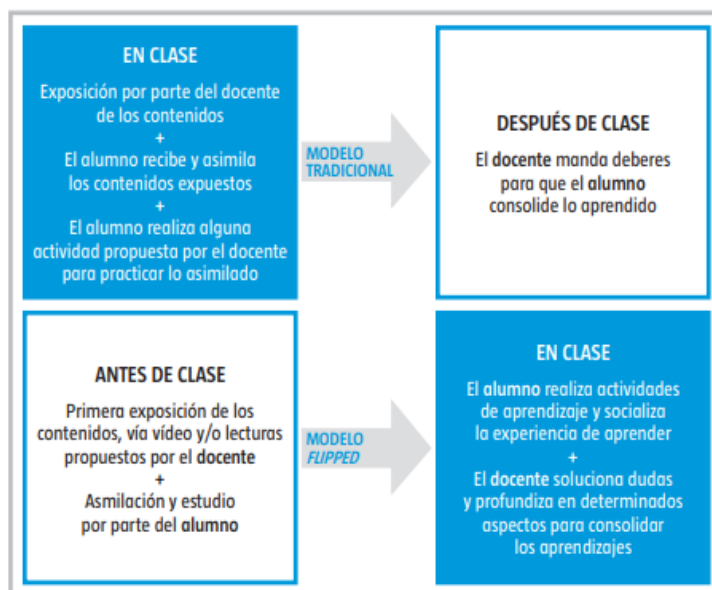 EN CLASE
Exposición por parte del docente
de los contenidos
+
El alumno recibe y asimila
los contenidos expuestos
+
El alumno realiza alguna
actividad propuesta por el docente
para practicar lo asimilado
MODELO
TRADICIONAL
DESPUÉS DE CLASE
El docente manda deberes
para que el alumno
consolide lo aprendido
ANTES DE CLASE
Primera exposición de los
contenidos, vía vídeo y/o lecturas
propuestos por el docente
+
Asmilación y estudio
por parte del alumno
MODELO
FLIPPED
EN CLASE
El alumno realiza actividades
de aprendizaje y socializa
la experiencia de aprender
+
El docente soluciona dudas
y profundiza en determinados
aspectos para consolidar
los aprendizajes